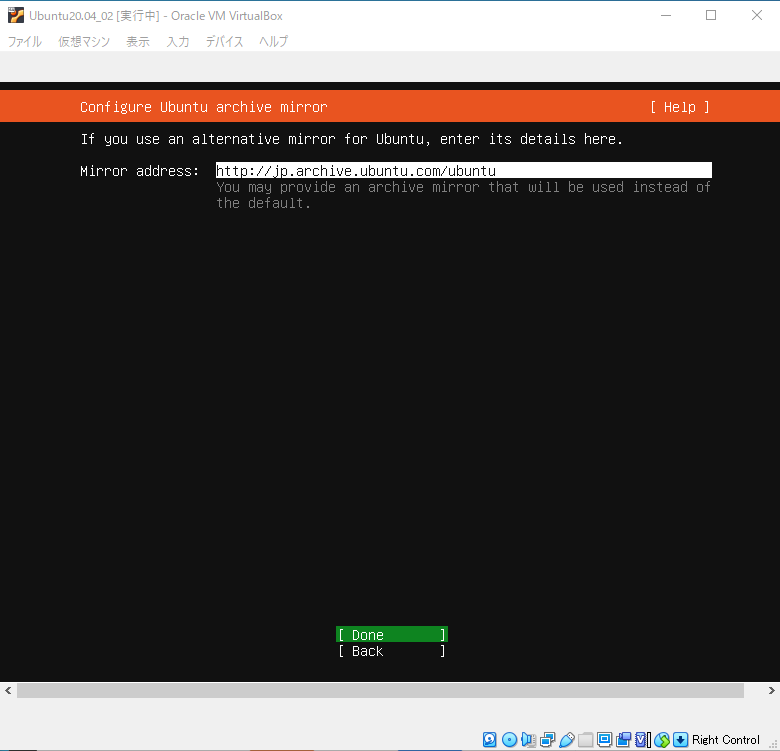 Ubuntu20.04_02 [実行中] - Oracle VM VirtualBox
ファイル 仮想マシン 表示 入力 デバイス ヘルプ
Configure Ubuntu archive mirror [ Help ]
If you use an alternative mirror for Ubuntu, enter its details here.
Mirror address: http://jp.archive.ubuntu.com/ubuntu
You may provide an archive mirror that will be used instead of
the default.
[ Done ]
[ Back ]
Right Control